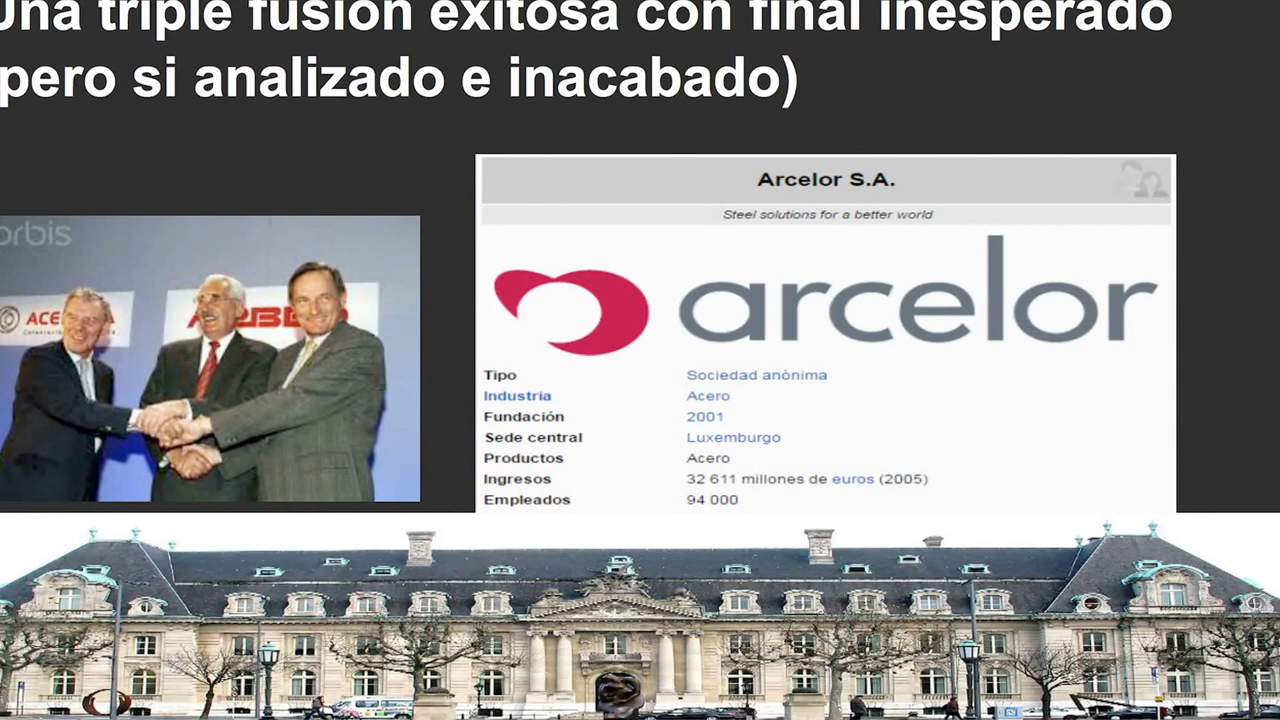 Una triple fusión exitosa con final inesperado
(pero si analizado e inacabado)
orbis
Arcelor S.A.
Steel solutions for a better world
arcelor
Tipo Sociedad anónima
Industria Acero
Fundación 2001
Sede central Luxemburgo
Productos Acero
Ingresos 32 611 millones de euros (2005)
Empleados 94 000